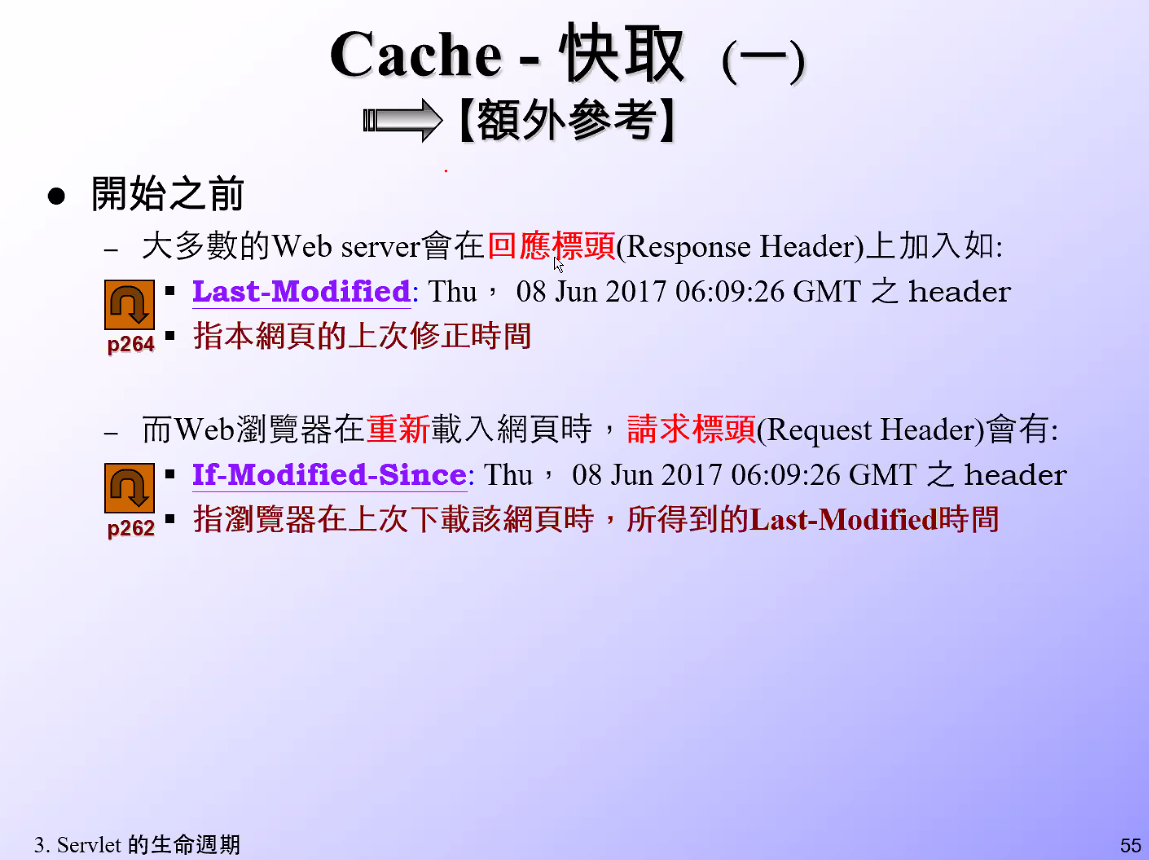 Cache - 快取 (一)
【額外參考】
開始之前
– 大多數的Web server會在回應標頭(Response Header)上加入如:
Last-Modified: Thu， 08 Jun 2017 06:09:26 GMT 之 header
p264
指本網頁的上次修正時間
– 而Web瀏覽器在重新載入網頁時，請求標頭(Request Header)會有:
If-Modified-Since: Thu， 08 Jun 2017 06:09:26 GMT 之 header
p262
指瀏覽器在上次下載該網頁時，所得到的Last-Modified時間
3. Servlet 的生命週期
55